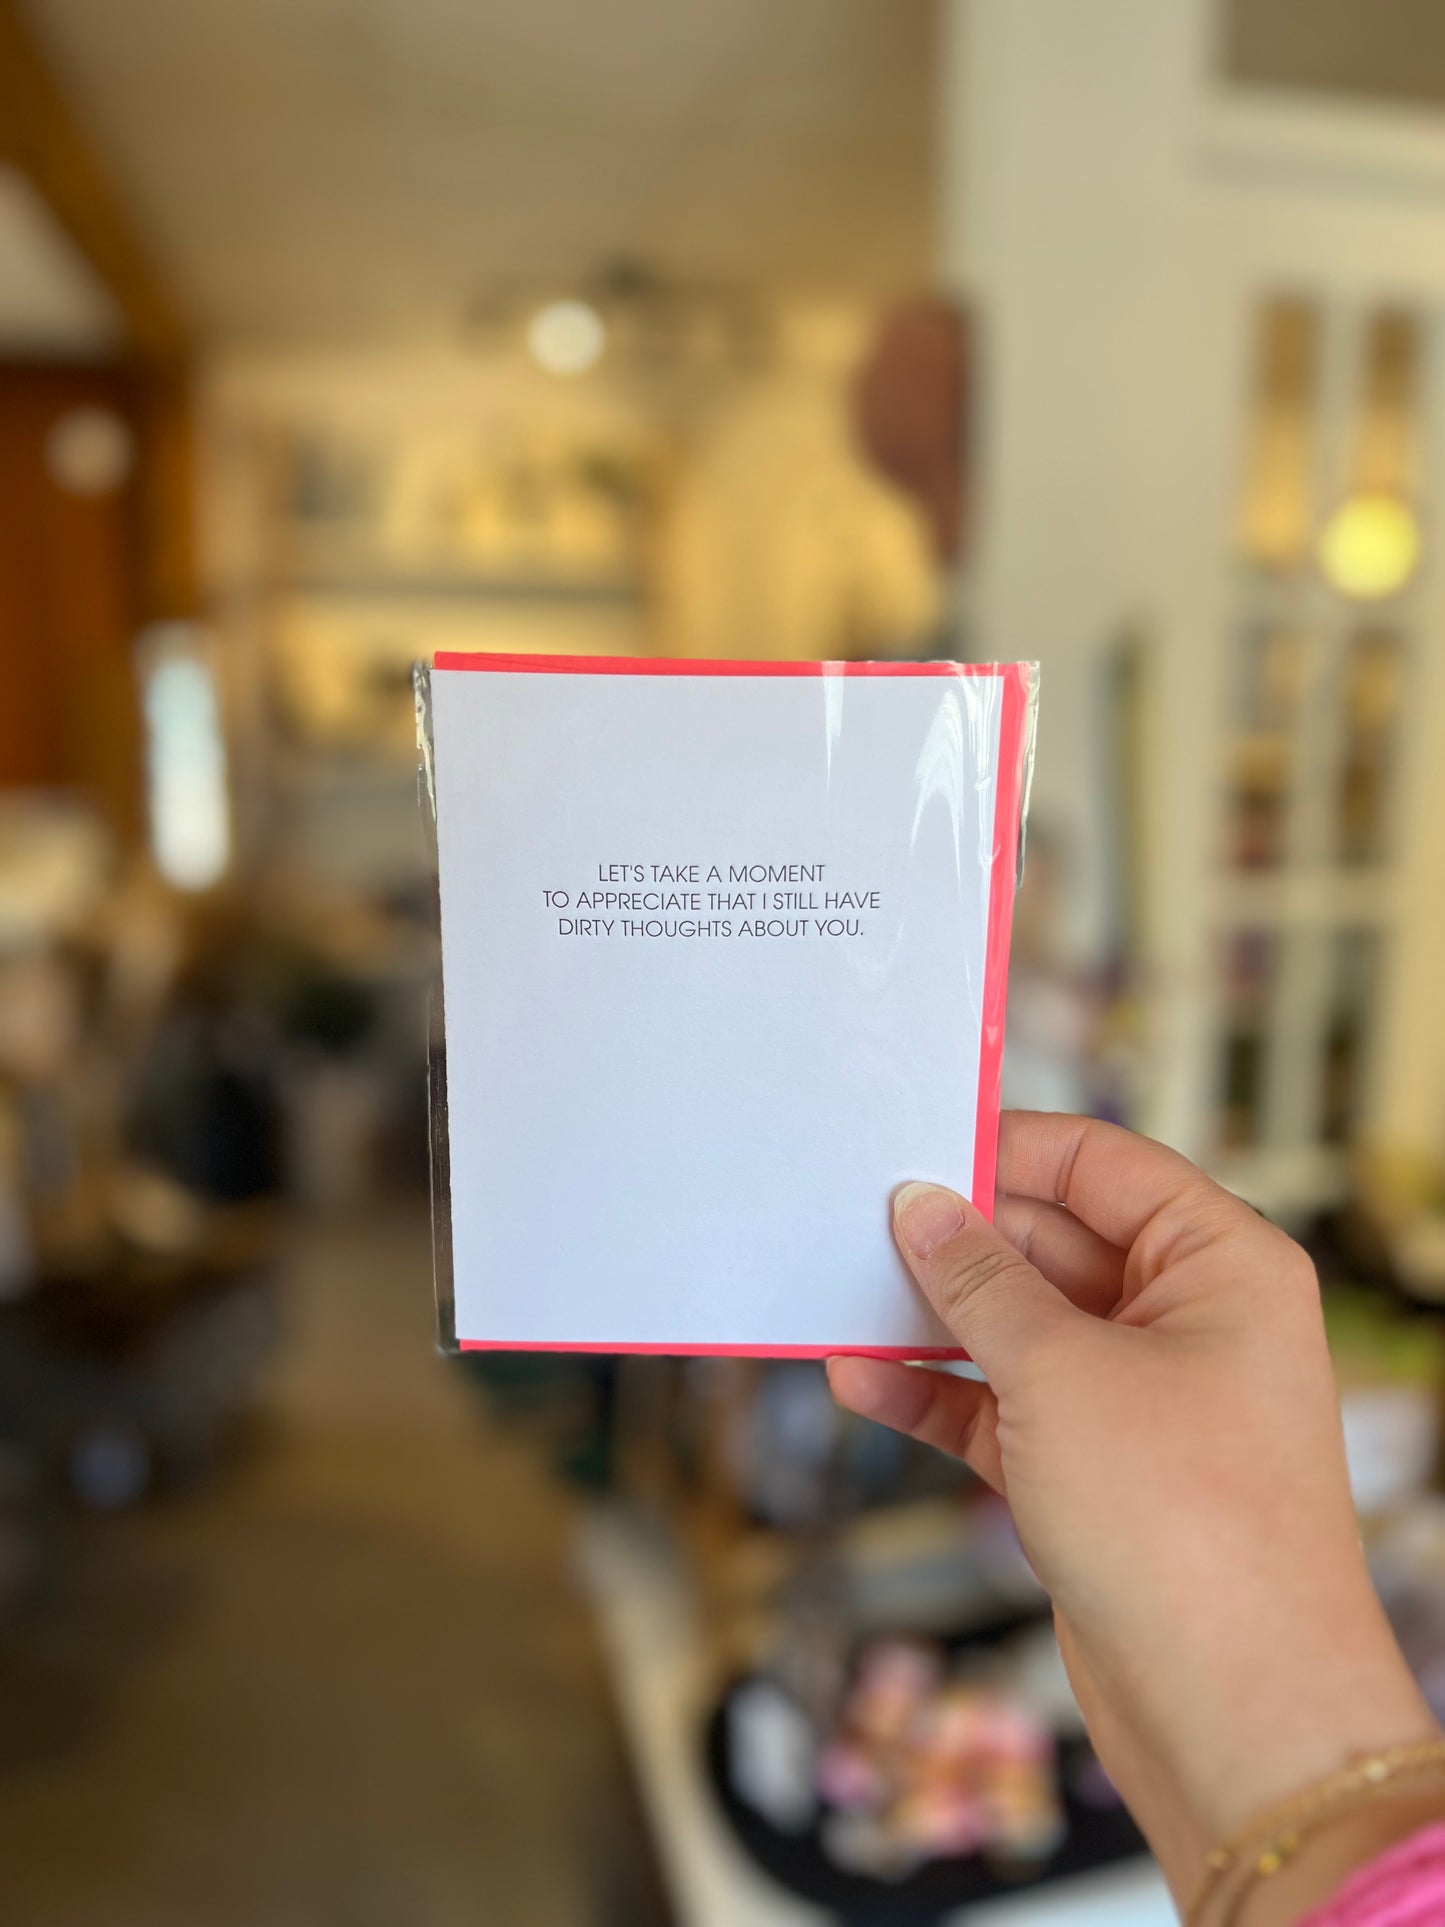 LET'S TAKE A MOMENT
TO APPRECIATE THAT I STILL HAVE
DIRTY THOUGHTS ABOUT YOU.